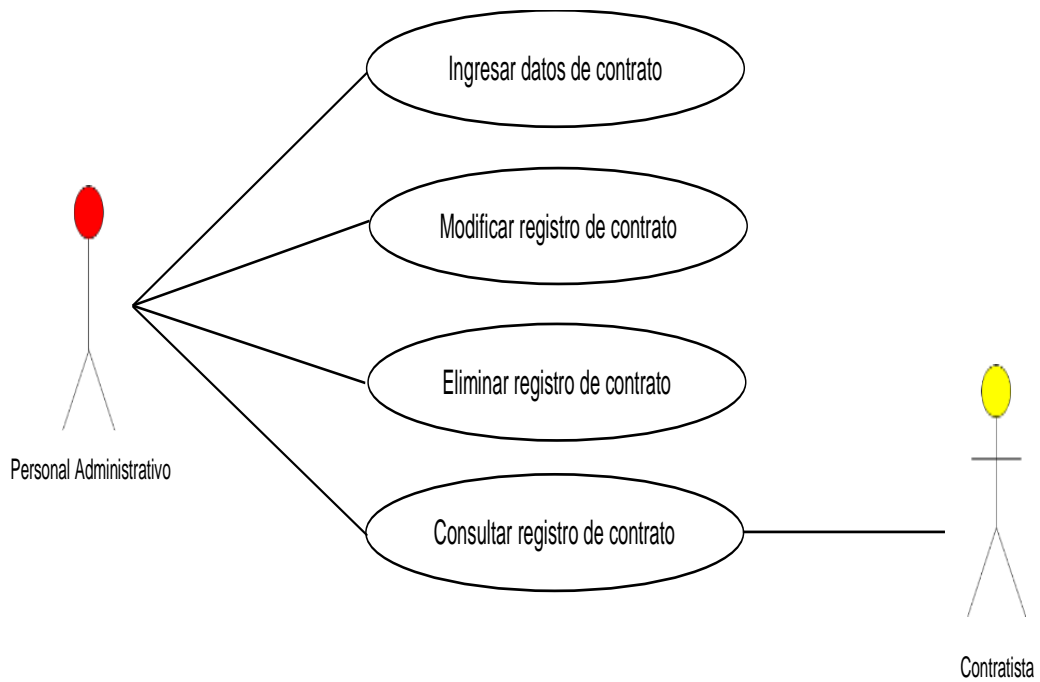 Ingresar datos de contrato
Modificar registro de contrato
Eliminar registro de contrato
Personal Administrativo
Consultar registro de contrato
Contratista